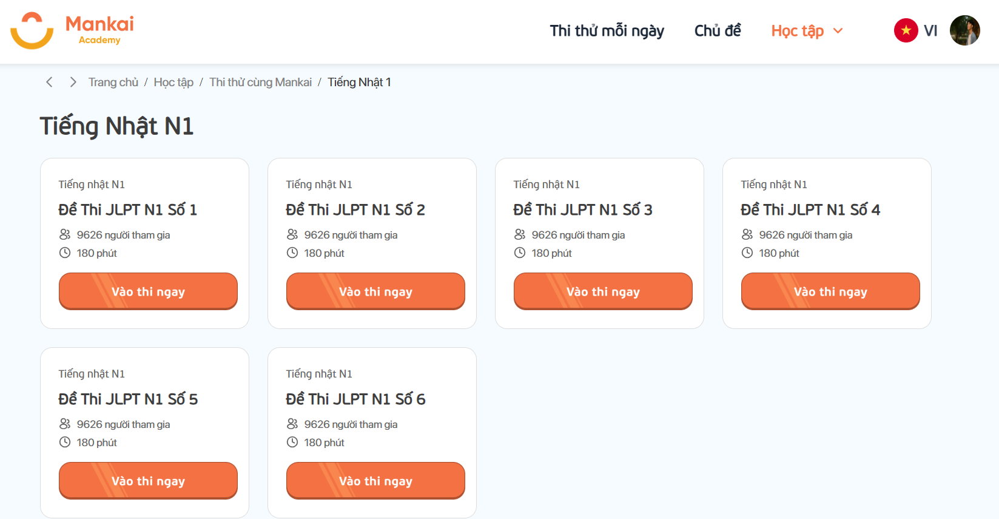 Mankai
Academy
Thi thử mỗi ngày
Chủ đề
Học tập
VI
Trang chủ / Học tập / Thi thử cùng Mankai / Tiếng Nhật 1
Tiếng Nhật N1
Tiếng nhật N1
Đề Thi JLPT N1 Số 1
9626 người tham gia
180 phút
Vào thi ngay
Tiếng nhật N1
Đề Thi JLPT N1 Số 2
9626 người tham gia
180 phút
Vào thi ngay
Tiếng nhật N1
Đề Thi JLPT N1 Số 3
9626 người tham gia
180 phút
Vào thi ngay
Tiếng nhật N1
Đề Thi JLPT N1 Số 4
9626 người tham gia
180 phút
Vào thi ngay
Tiếng nhật N1
Đề Thi JLPT N1 Số 5
9626 người tham gia
180 phút
Vào thi ngay
Tiếng nhật N1
Đề Thi JLPT N1 Số 6
9626 người tham gia
180 phút
Vào thi ngay